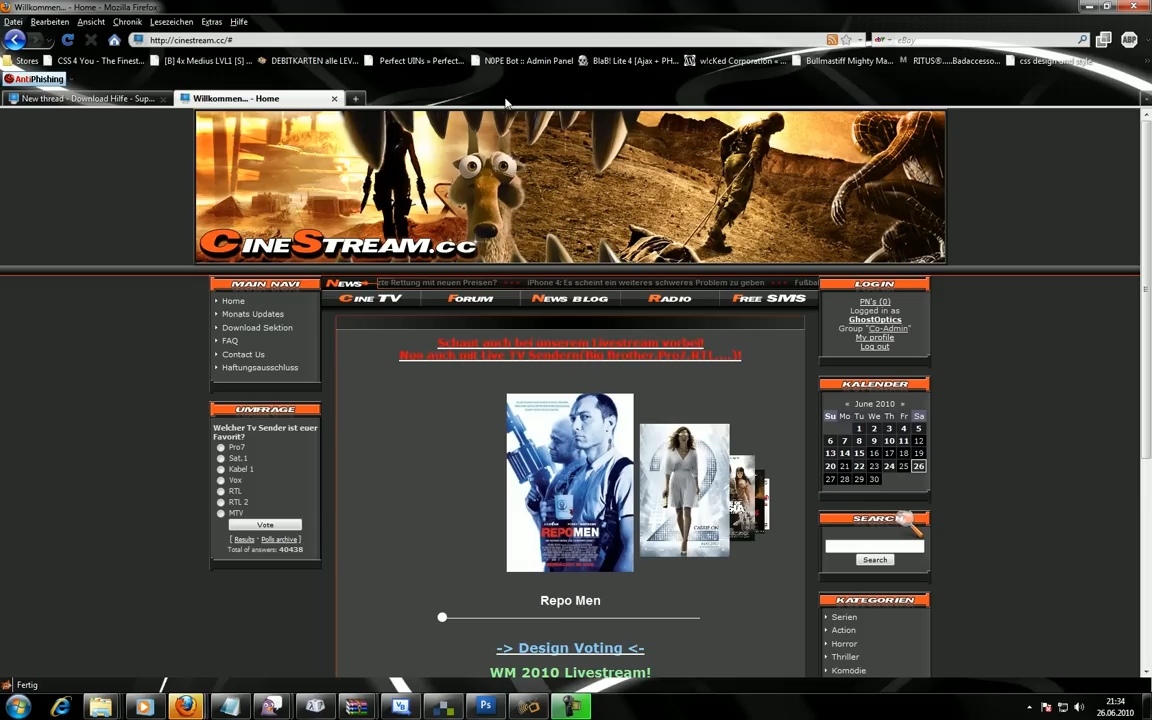 Willkommen... - Home - Mozilla Firefox
Datei Bearbeiten Ansicht Chronik Lesezeichen Extras Hilfe
http://cinestream.cc/#
eBay
Stores CSS 4 You - The Finest... [B] 4x Medius LVL1 [S] ... DEBITKARTEN alle LEV... Perfect UINs » Perfect... N0PE Bot :: Admin Panel BlaB! Lite 4 [Ajax + PH... w!cKed Corporation « ... Bullmastiff Mighty Ma... RITUS®.....Badaccesso... css design und style
AntiPhishing
New thread - Download Hilfe - Sup... Willkommen... - Home
CineStream.cc
Main Navi
Home
Monats Updates
Download Sektion
FAQ
Contact Us
Haftungsausschluss
Umfrage
Welcher Tv Sender ist euer
Favorit?
Pro7
Sat.1
Kabel 1
Vox
RTL
RTL 2
MTV
Vote
[ Results · Polls archive ]
Total of answers: 40438
News
zte Rettung mit neuen Preisen? iPhone 4: Es scheint ein weiteres schweres Problem zu geben Fußbal
Cine TV Forum News Blog Radio Free SMS
Schaut auch bei unserem Livestream vorbei!
Nun auch mit Live TV Sendern(Big Brother,Pro7,RTL....)!
REPOMEN
2
Repo Men
-> Design Voting <-
WM 2010 Livestream!
Login
PN's (0)
Logged in as
GhostOptics
Group "Co-Admin"
My profile
Log out
Kalender
« June 2010 »
Su Mo Tu We Th Fr Sa
1 2 3 4 5
6 7 8 9 10 11 12
13 14 15 16 17 18 19
20 21 22 23 24 25 26
27 28 29 30
Search
Search
Kategorien
Serien
Action
Horror
Thriller
Komödie
Fertig
21:34
26.06.2010